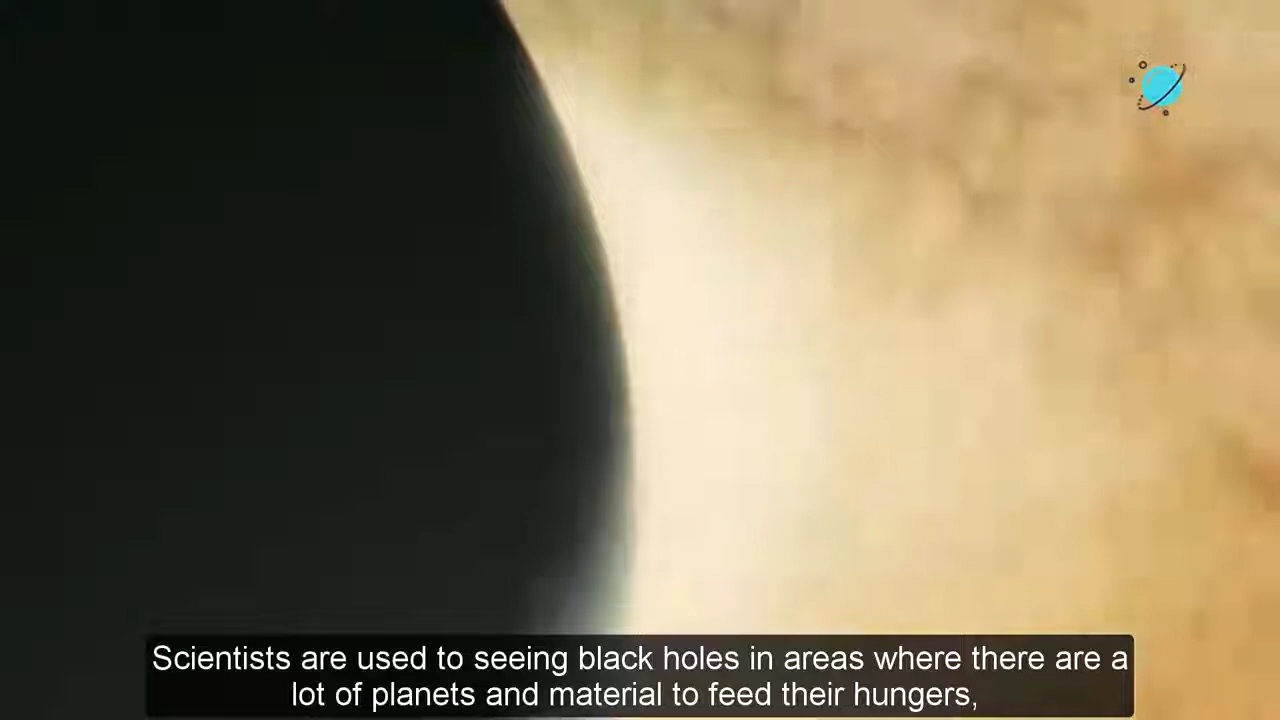 Scientists are used to seeing black holes in areas where there are a
lot of planets and material to feed their hungers,